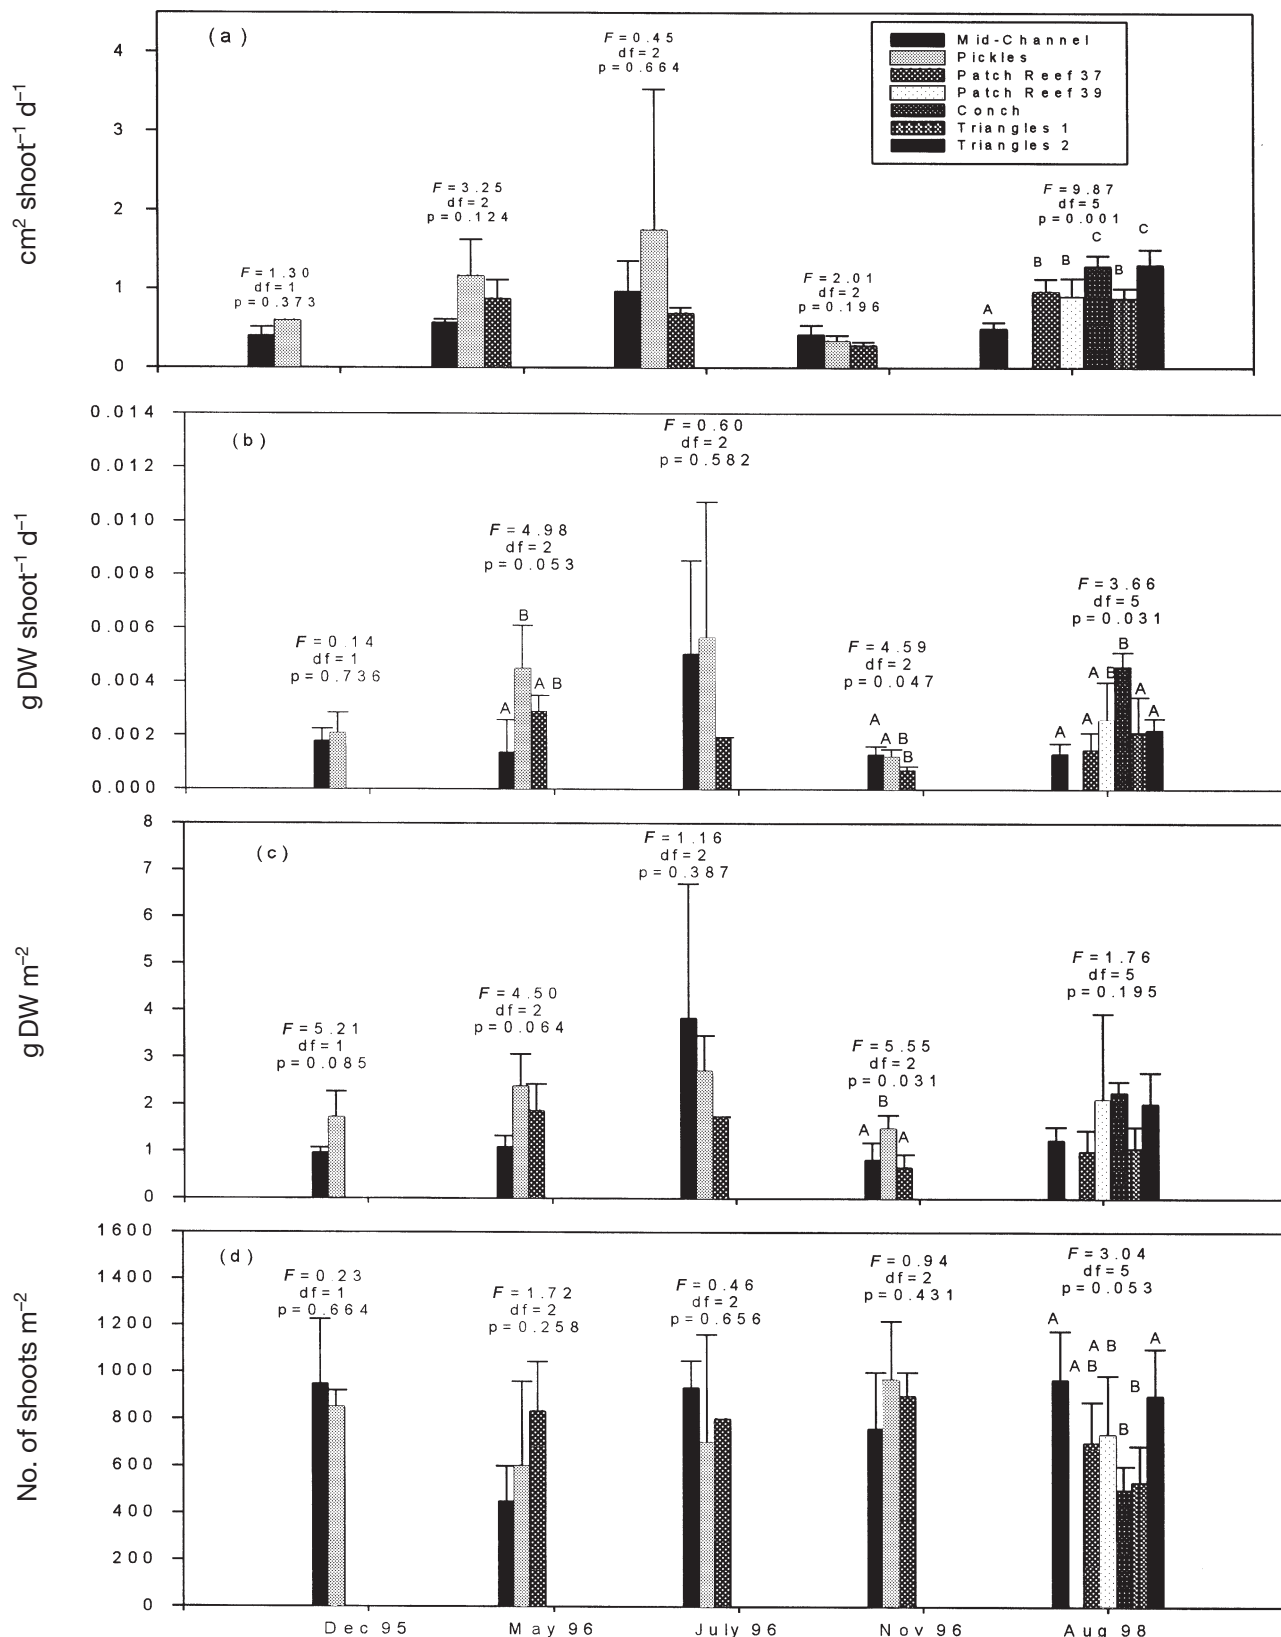 (a)
cm² shoot⁻¹ d⁻¹
4
3
2
1
0
F=1.30
df=1
p=0.373
F=3.25
df=2
p=0.124
F=0.45
df=2
p=0.664
F=2.01
df=2
p=0.196
F=9.87
df=5
p=0.001
A
B
B
C
B
C
Mid-Channel
Pickles
Patch Reef 37
Patch Reef 39
Conch
Triangles 1
Triangles 2
(b)
g DW shoot⁻¹ d⁻¹
0.014
0.012
0.010
0.008
0.006
0.004
0.002
0.000
F=0.14
df=1
p=0.736
F=4.98
df=2
p=0.053
A
B
A B
F=0.60
df=2
p=0.582
F=4.59
df=2
p=0.047
A
A B
B
F=3.66
df=5
p=0.031
A
A
A B
B
A
A
(c)
g DW m⁻²
8
7
6
5
4
3
2
1
0
F=5.21
df=1
p=0.085
F=4.50
df=2
p=0.064
F=1.16
df=2
p=0.387
F=5.55
df=2
p=0.031
A
B
A
F=1.76
df=5
p=0.195
(d)
No. of shoots m⁻²
1600
1400
1200
1000
800
600
400
200
0
F=0.23
df=1
p=0.664
F=1.72
df=2
p=0.258
F=0.46
df=2
p=0.656
F=0.94
df=2
p=0.431
F=3.04
df=5
p=0.053
A
A B
A B
B
B
A
Dec 95
May 96
July 96
Nov 96
Aug 98